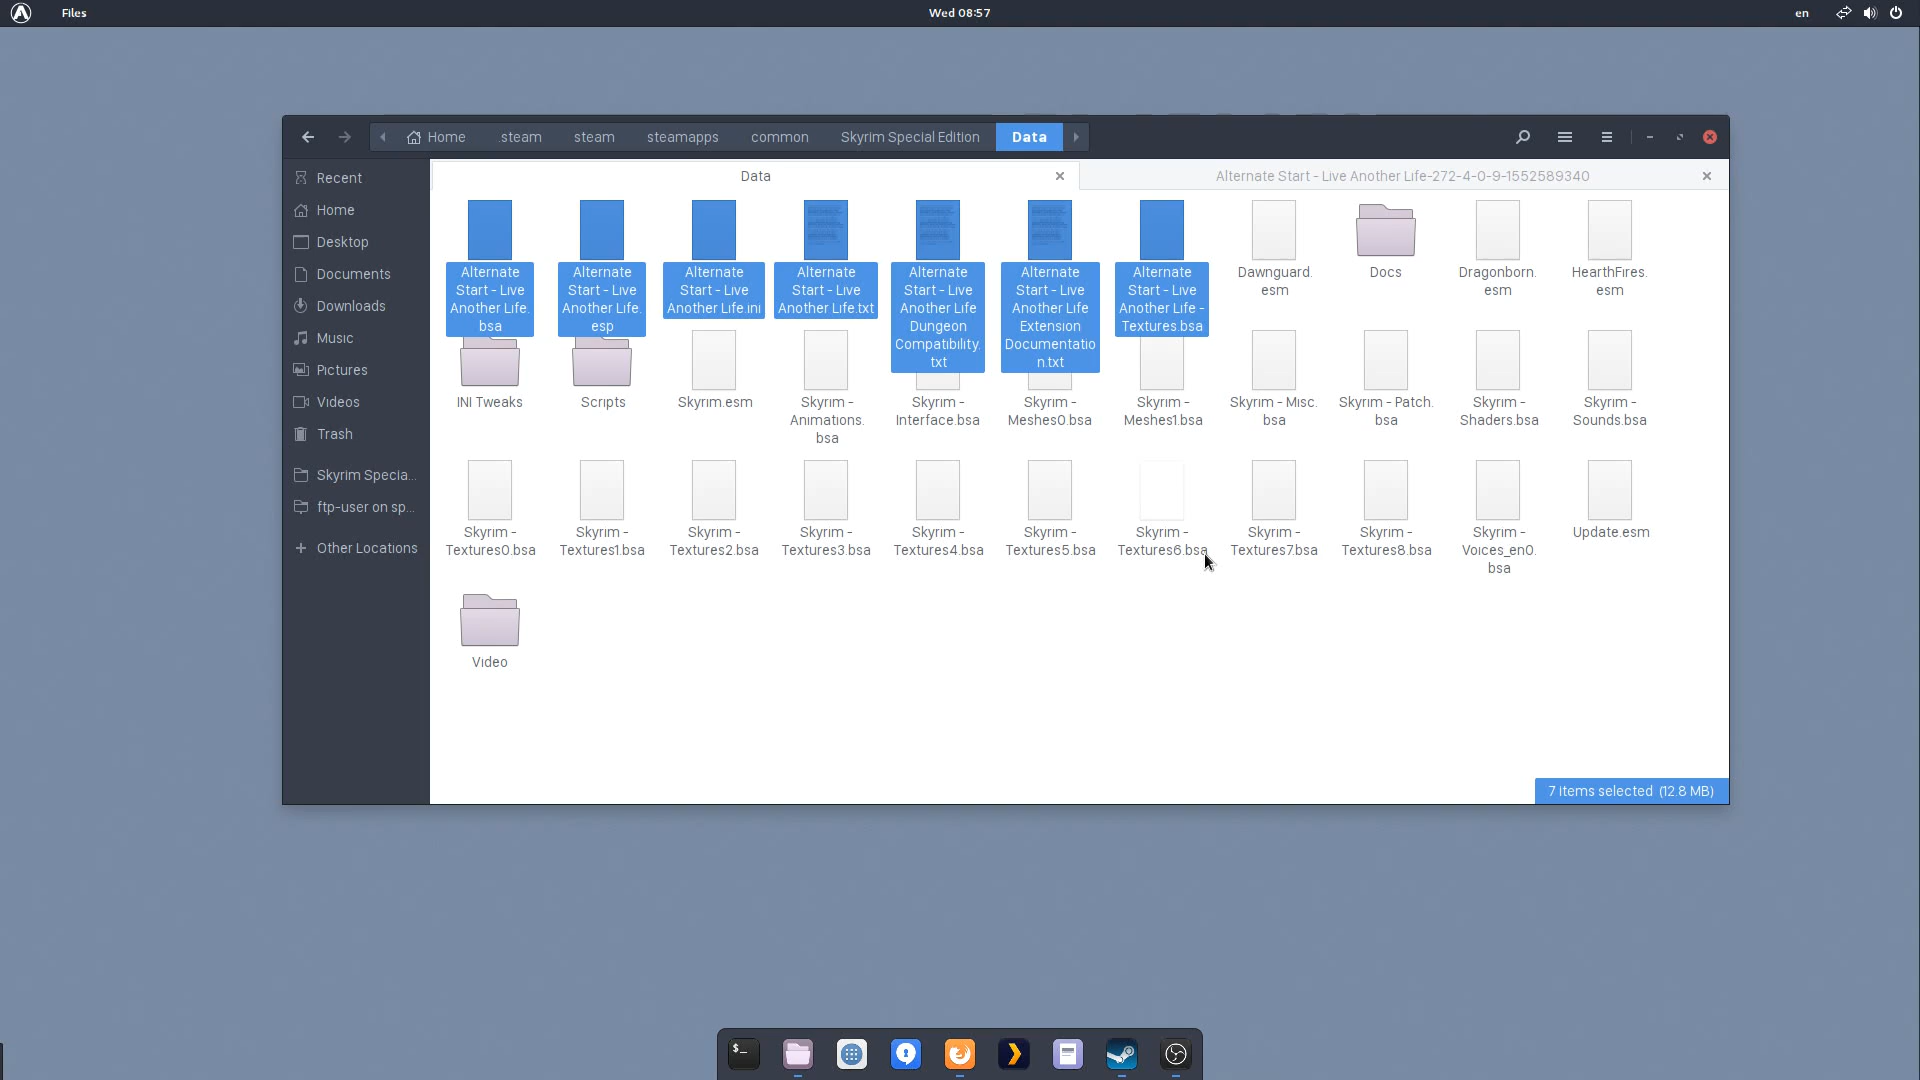 Files
Wed 08:57
en
Home
.steam
steam
steamapps
common
Skyrim Special Edition
Data
Recent
Home
Desktop
Documents
Downloads
Music
Pictures
Videos
Trash
Skyrim Specia...
ftp-user on sp...
Other Locations
Data
Alternate Start - Live Another Life-272-4-0-9-1552589340
Alternate
Start - Live
Another Life.
bsa
Alternate
Start - Live
Another Life.
esp
Alternate
Start - Live
Another Life.ini
Alternate
Start - Live
Another Life.txt
Alternate
Start - Live
Another Life
Dungeon
Compatibility.
txt
Alternate
Start - Live
Another Life
Extension
Documentatio
n.txt
Alternate
Start - Live
Another Life -
Textures.bsa
Dawnguard.
esm
Docs
Dragonborn.
esm
HearthFires.
esm
INI Tweaks
Scripts
Skyrim.esm
Skyrim -
Animations.
bsa
Skyrim -
Interface.bsa
Skyrim -
Meshes0.bsa
Skyrim -
Meshes1.bsa
Skyrim - Misc.
bsa
Skyrim - Patch.
bsa
Skyrim -
Shaders.bsa
Skyrim -
Sounds.bsa
Skyrim -
Textures0.bsa
Skyrim -
Textures1.bsa
Skyrim -
Textures2.bsa
Skyrim -
Textures3.bsa
Skyrim -
Textures4.bsa
Skyrim -
Textures5.bsa
Skyrim -
Textures6.bsa
Skyrim -
Textures7.bsa
Skyrim -
Textures8.bsa
Skyrim -
Voices_en0.
bsa
Update.esm
Video
7 items selected (12.8 MB)
$_